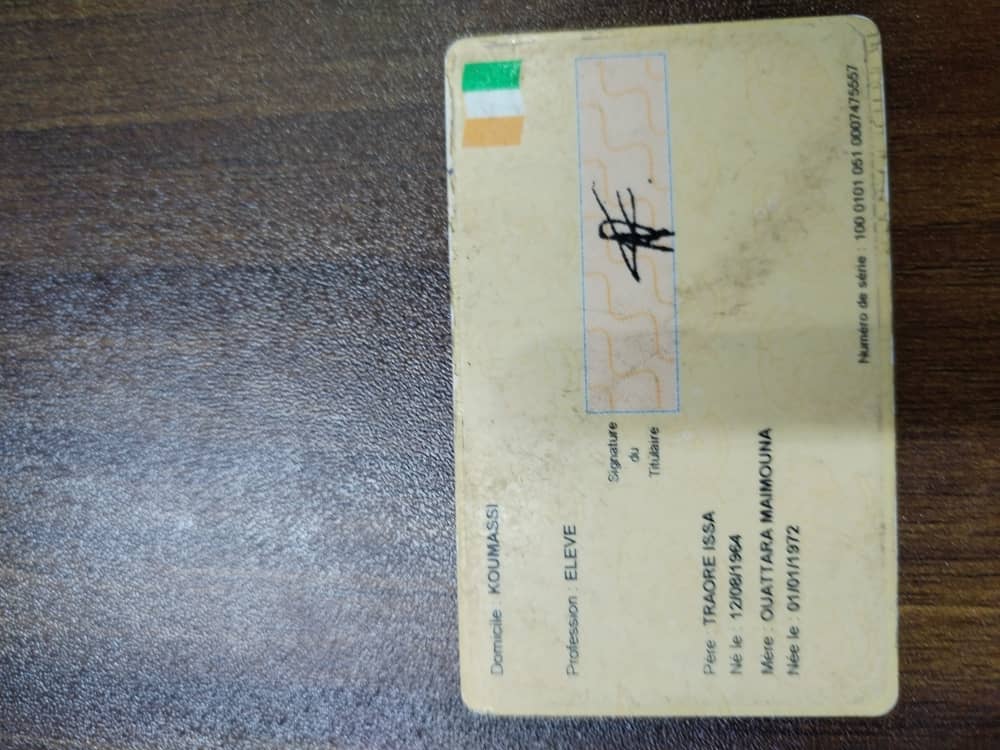 Domicile : KOUMASSI
Profession : ELEVE
Signature
du
Titulaire
Père : TRAORE ISSA
Né le : 12/08/1964
Mère : OUATTARA MAIMOUNA
Née le : 01/01/1972
Numéro de série : 100 0101 051 0007475557